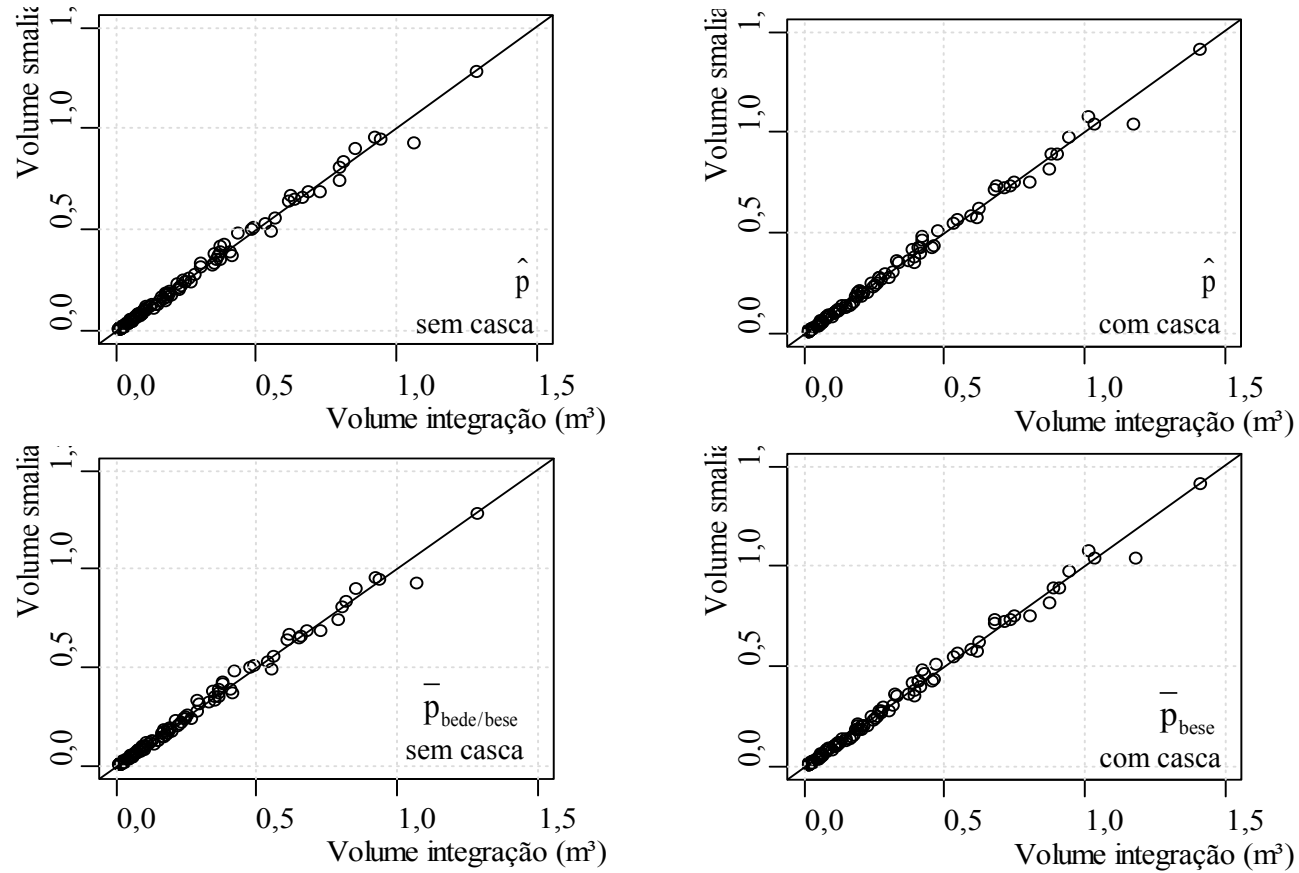 Volume smalia
1,
1,0
0,5
0,0
p̂
sem casca
0,0 0,5 1,0 1,5
Volume integração (m³)
Volume smalia
1,
1,0
0,5
0,0
p̂
com casca
0,0 0,5 1,0 1,5
Volume integração (m³)
Volume smalia
1,
1,0
0,5
0,0
p̅ bede/bese
sem casca
0,0 0,5 1,0 1,5
Volume integração (m³)
Volume smalia
1,
1,0
0,5
0,0
p̅ bese
com casca
0,0 0,5 1,0 1,5
Volume integração (m³)